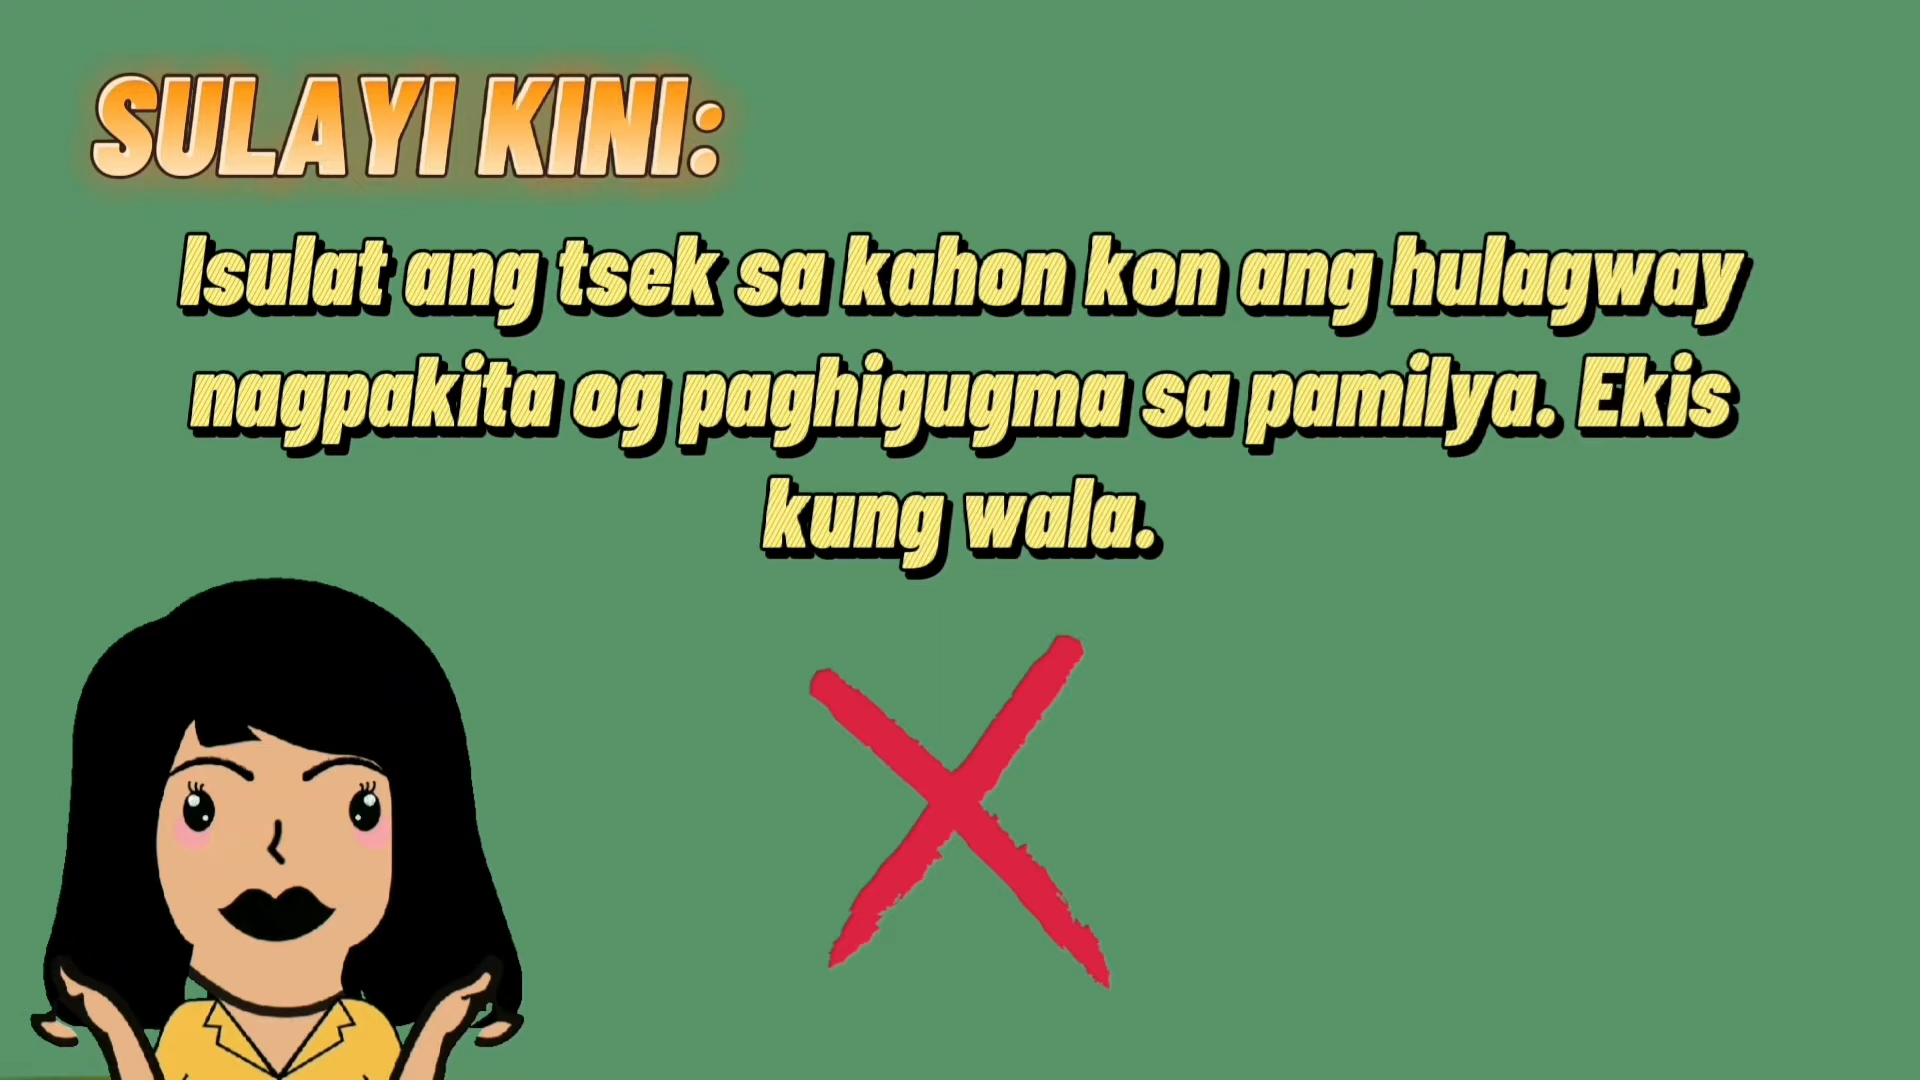 SULAYI KINI:
Isulat ang tsek sa kahon kon ang hulagway
nagpakita og paghigugma sa pamilya. Ekis
kung wala.